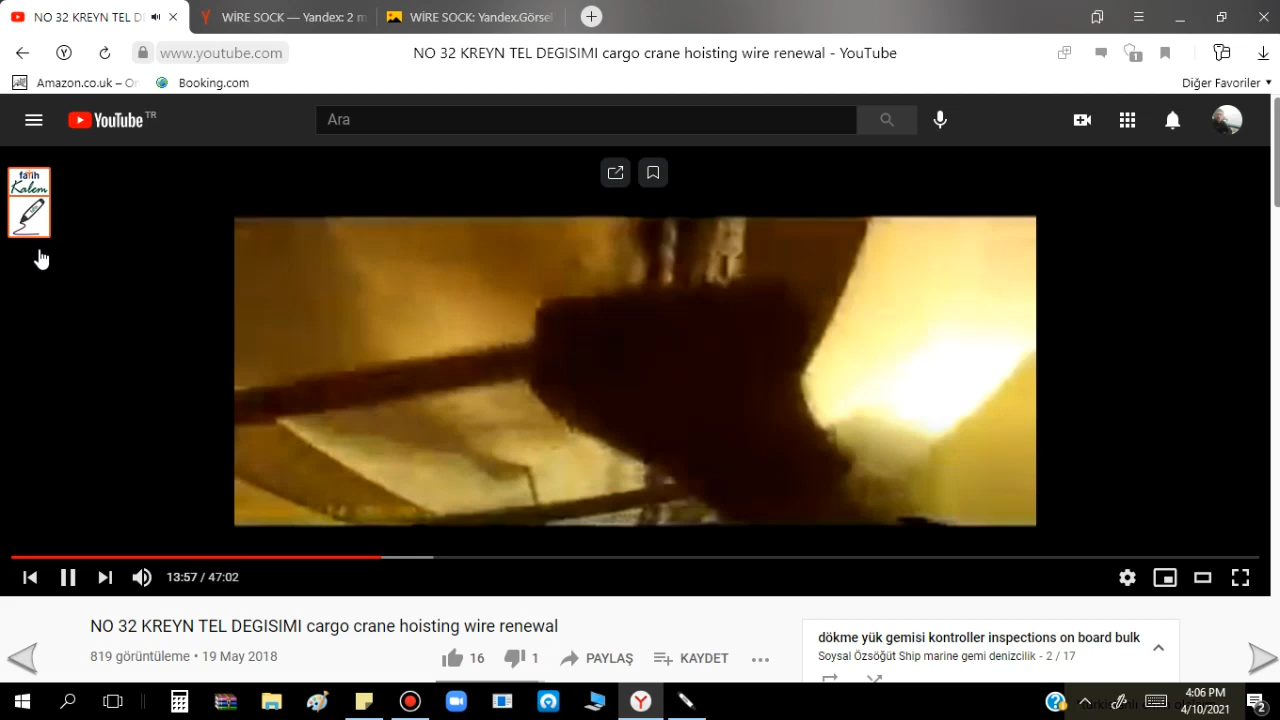 NO 32 KREYN TEL D
WİRE SOCK — Yandex: 2 m
WİRE SOCK: Yandex.Görsel
www.youtube.com
NO 32 KREYN TEL DEGISIMI cargo crane hoisting wire renewal - YouTube
1
Amazon.co.uk – O
Booking.com
Diğer Favoriler
YouTube TR
Ara
fatih
Kalem
13:57 / 47:02
NO 32 KREYN TEL DEGISIMI cargo crane hoisting wire renewal
819 görüntüleme • 19 May 2018
16
1
PAYLAŞ
KAYDET
dökme yük gemisi kontroller inspections on board bulk
Soysal Özsöğüt Ship marine gemi denizcilik - 2 / 17
4:06 PM
4/10/2021
2